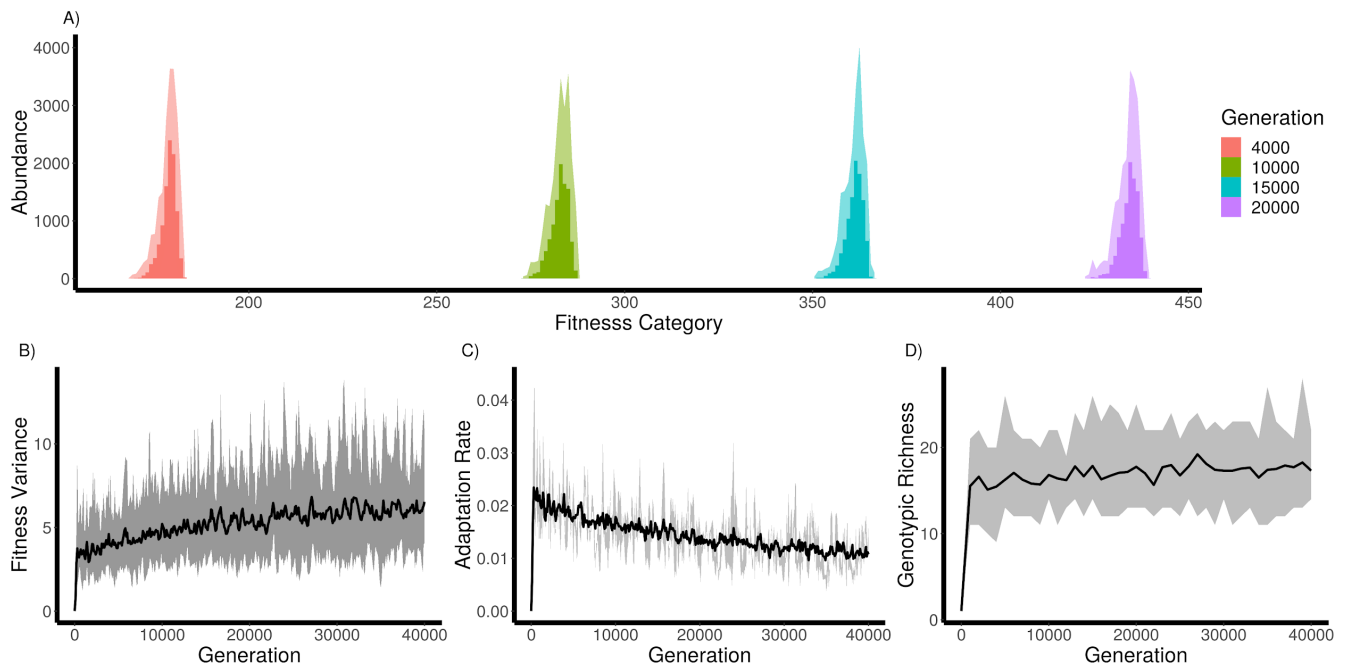 A)
Abundance
4000
3000
2000
1000
0
200 250 300 350 400 450
Fitnesss Category
Generation
4000
10000
15000
20000
B)
Fitness Variance
10
5
0
0 10000 20000 30000 40000
Generation
C)
Adaptation Rate
0.04
0.03
0.02
0.01
0.00
0 10000 20000 30000 40000
Generation
D)
Genotypic Richness
20
10
0
0 10000 20000 30000 40000
Generation